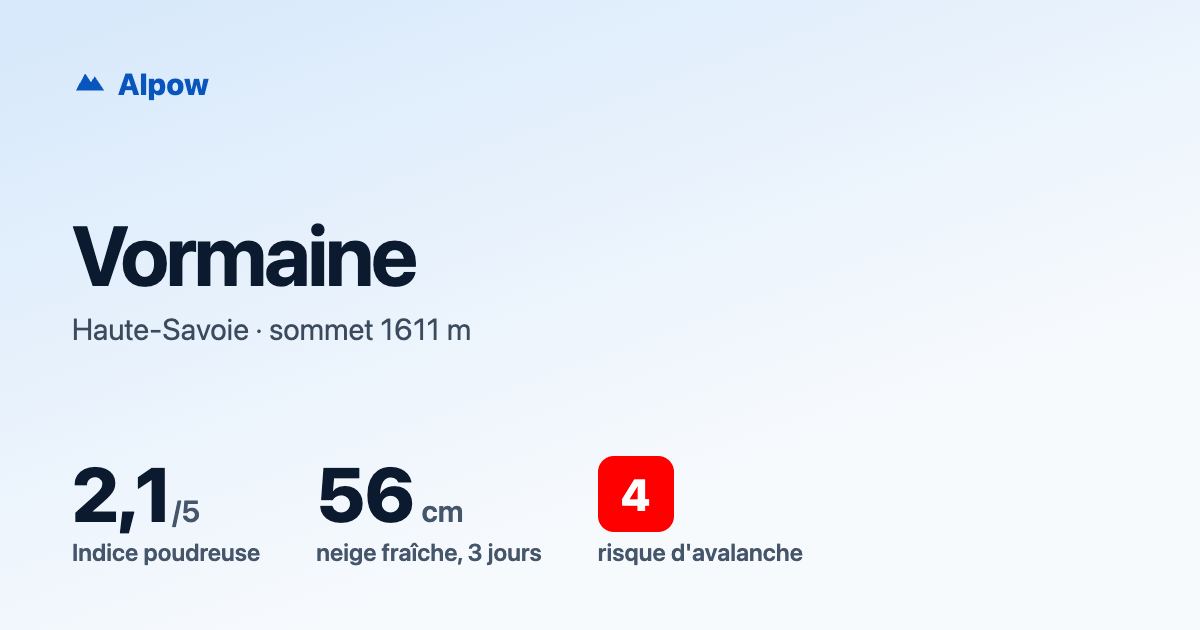 Alpow
Vormaine
Haute-Savoie · sommet 1611 m
2,1/5
Indice poudreuse
56 cm
neige fraîche, 3 jours
4
risque d'avalanche